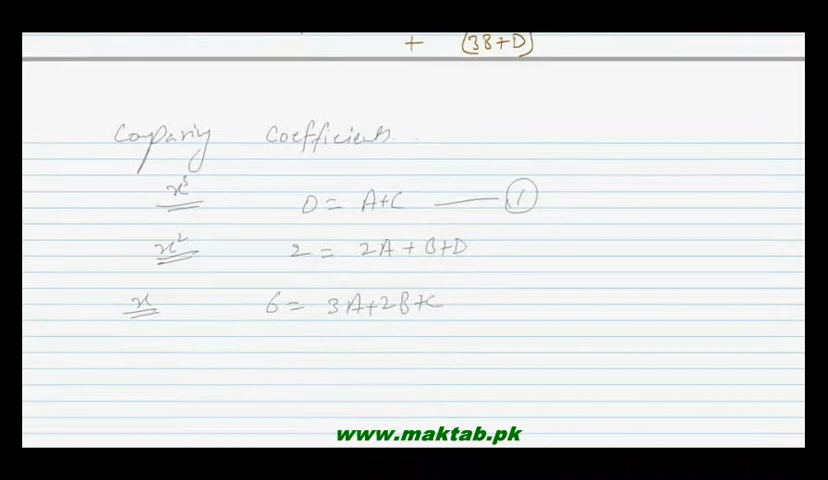 + (3B+D)
Comparing Coefficients.
x³ 0 = A+C ——— ①
x² 2 = 2A + B+D
x 6 = 3A+2B+C
www.maktab.pk